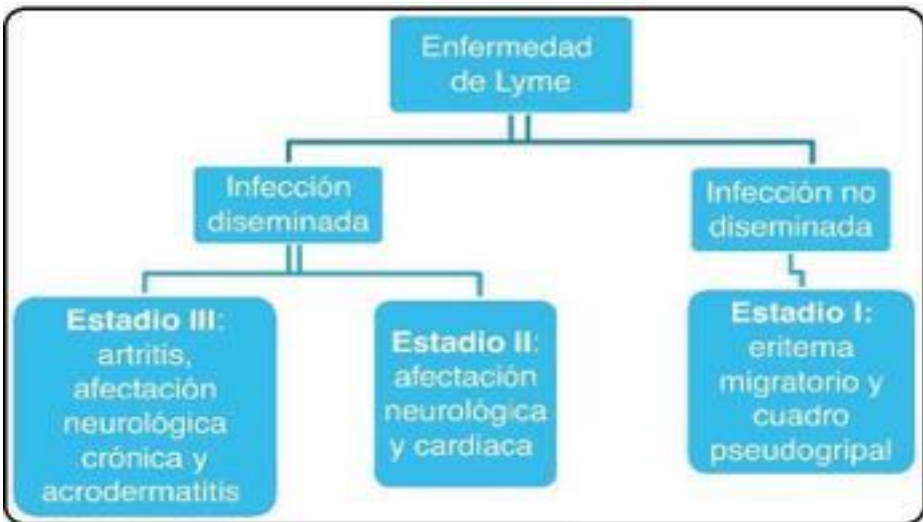 Enfermedad
de Lyme
Infección
diseminada
Infección no
diseminada
Estadio III:
artritis,
afectación
neurológica
crónica y
acrodermatitis
Estadio II:
afectación
neurológica
y cardiaca
Estadio I:
eritema
migratorio y
cuadro
pseudogripal